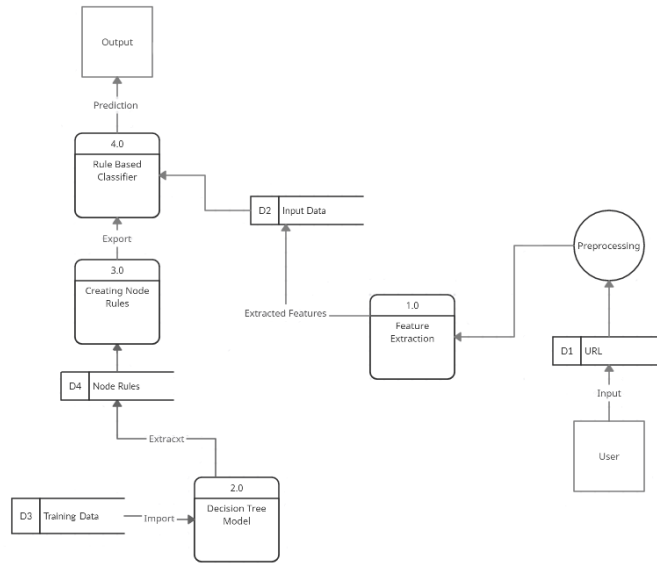 Output
Prediction
4.0
Rule Based
Classifier
D2
Input Data
Export
Preprocessing
3.0
Creating Node
Rules
1.0
Extracted Features
Feature
Extraction
D1
URL
D4
Node Rules
Input
Extracxt
User
2.0
Decision Tree
Model
D3
Training Data
Import